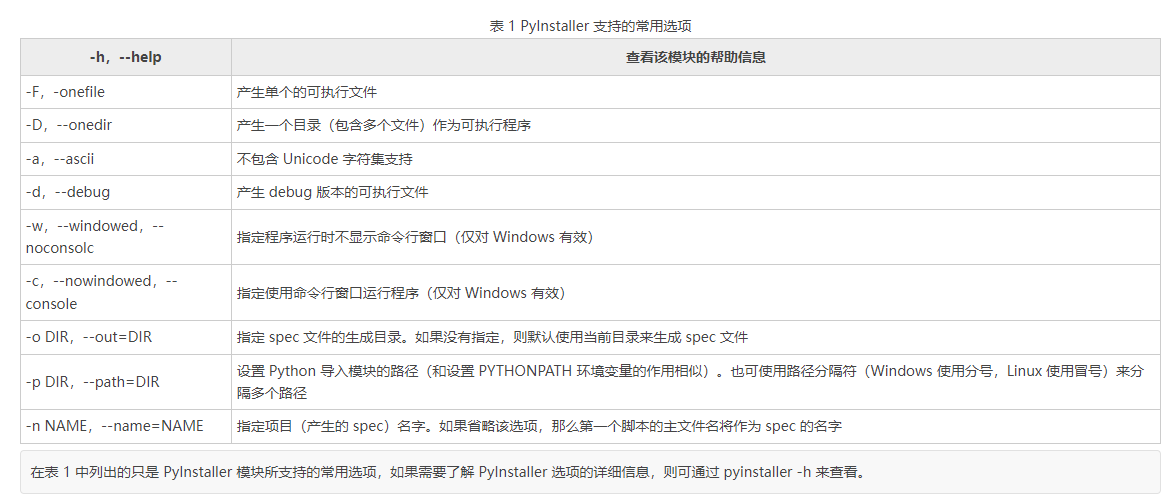 表 1 PyInstaller 支持的常用选项
-h，--help 查看该模块的帮助信息
-F，-onefile 产生单个的可执行文件
-D，--onedir 产生一个目录（包含多个文件）作为可执行程序
-a，--ascii 不包含 Unicode 字符集支持
-d，--debug 产生 debug 版本的可执行文件
-w，--windowed，--
noconsolc 指定程序运行时不显示命令行窗口（仅对 Windows 有效）
-c，--nowindowed，--
console 指定使用命令行窗口运行程序（仅对 Windows 有效）
-o DIR，--out=DIR 指定 spec 文件的生成目录。如果没有指定，则默认使用当前目录来生成 spec 文件
-p DIR，--path=DIR 设置 Python 导入模块的路径（和设置 PYTHONPATH 环境变量的作用相似）。也可使用路径分隔符（Windows 使用分号，Linux 使用冒号）来分
隔多个路径
-n NAME，--name=NAME 指定项目（产生的 spec）名字。如果省略该选项，那么第一个脚本的主文件名将作为 spec 的名字
在表 1 中列出的只是 PyInstaller 模块所支持的常用选项，如果需要了解 PyInstaller 选项的详细信息，则可通过 pyinstaller -h 来查看。